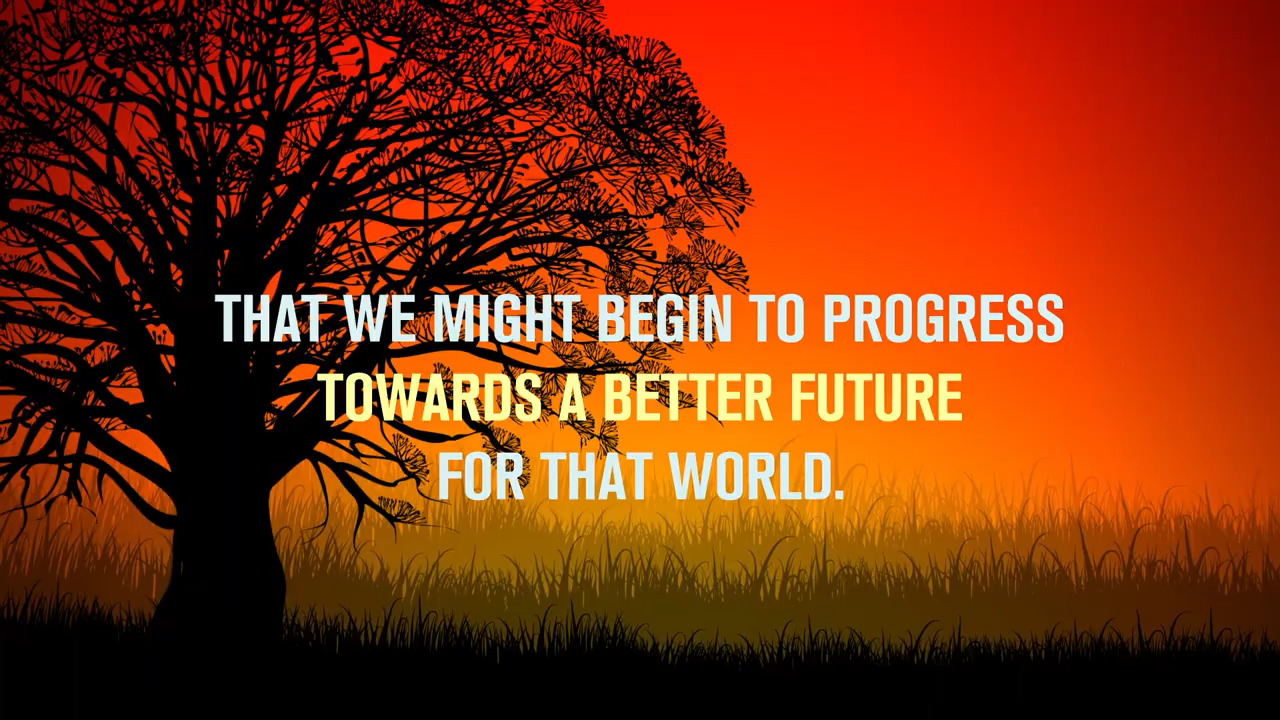 THAT WE MIGHT BEGIN TO PROGRESS
TOWARDS A BETTER FUTURE
FOR THAT WORLD.